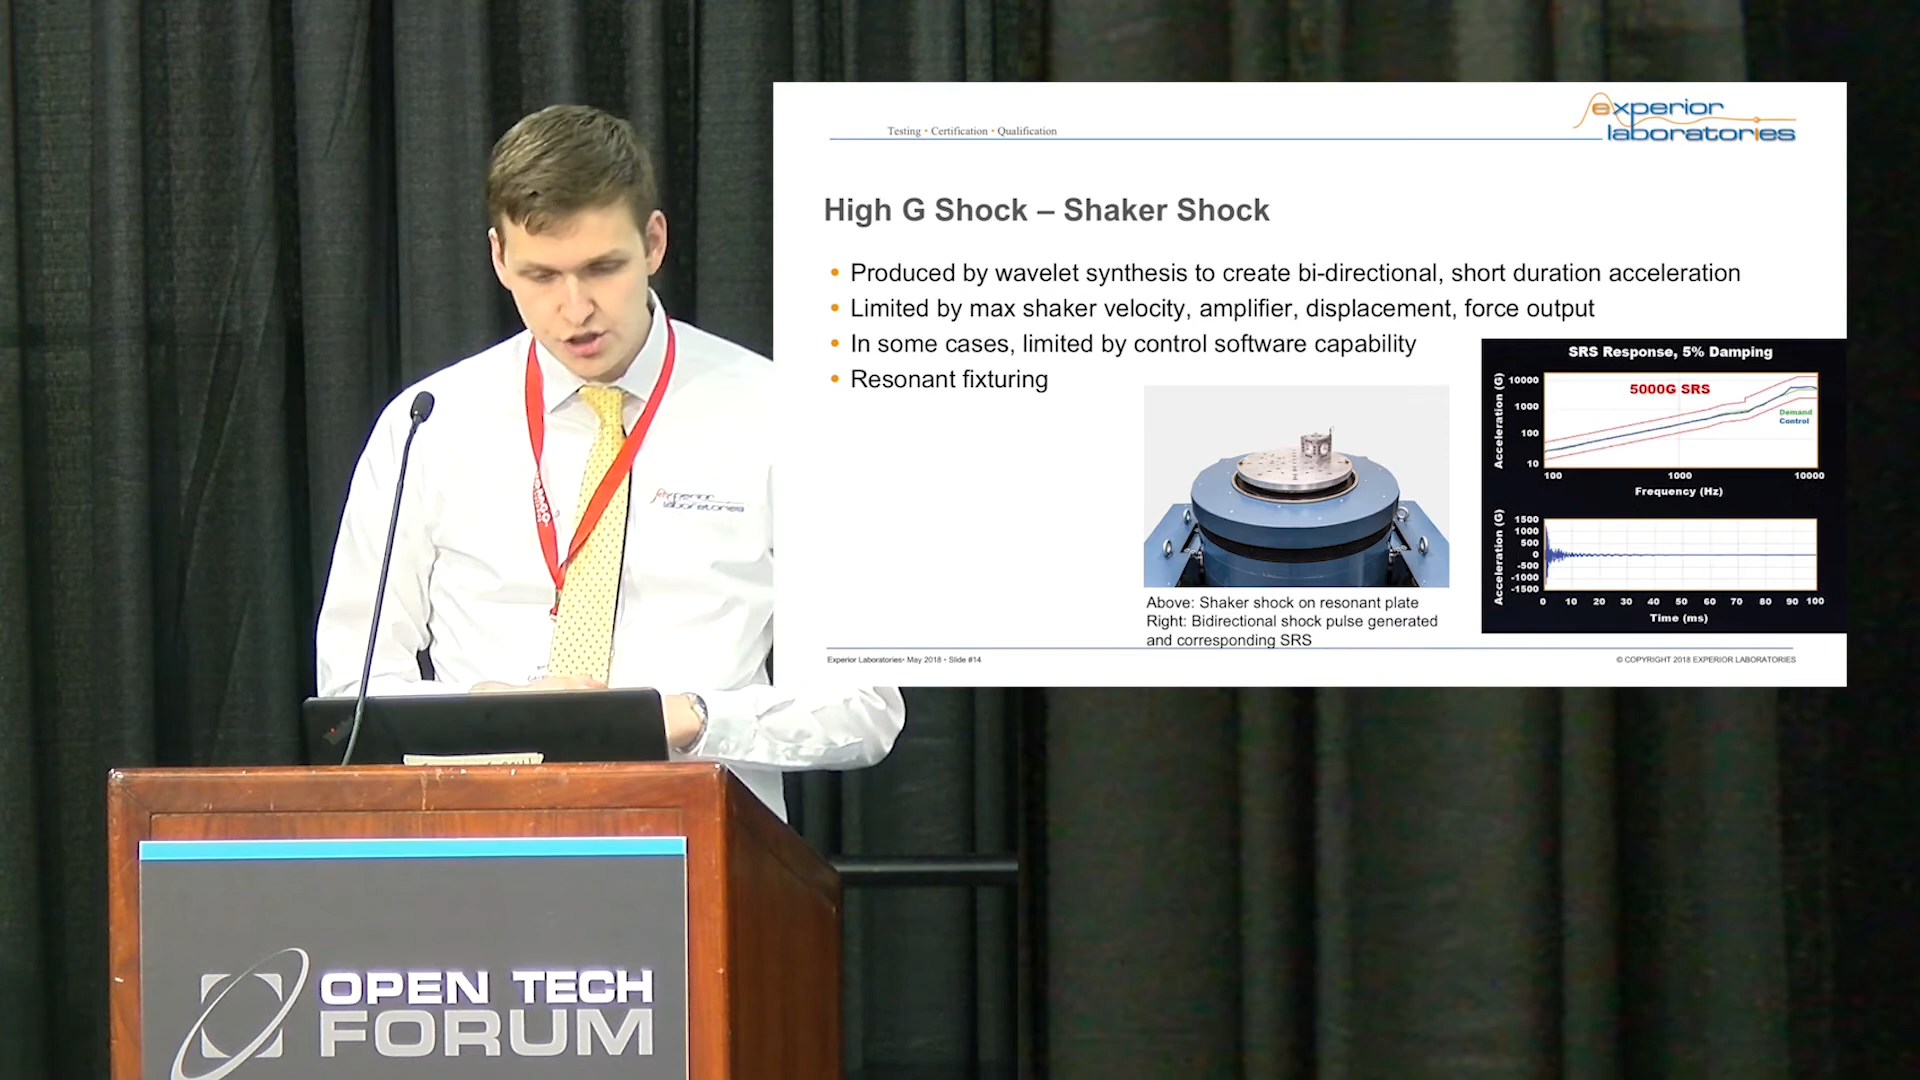 experior
laboratories
Testing • Certification • Qualification
High G Shock – Shaker Shock
• Produced by wavelet synthesis to create bi-directional, short duration acceleration
• Limited by max shaker velocity, amplifier, displacement, force output
• In some cases, limited by control software capability
• Resonant fixturing
SRS Response, 5% Damping
Acceleration (G)
10000
1000
100
10
5000G SRS
Demand
Control
100 1000 10000
Frequency (Hz)
Acceleration (G)
1500
1000
500
0
-500
-1000
-1500
0 10 20 30 40 50 60 70 80 90 100
Time (ms)
Above: Shaker shock on resonant plate
Right: Bidirectional shock pulse generated
and corresponding SRS
Experior Laboratories• May 2018 • Slide #14
© COPYRIGHT 2018 EXPERIOR LABORATORIES
experior
laboratories
OPEN TECH
FORUM